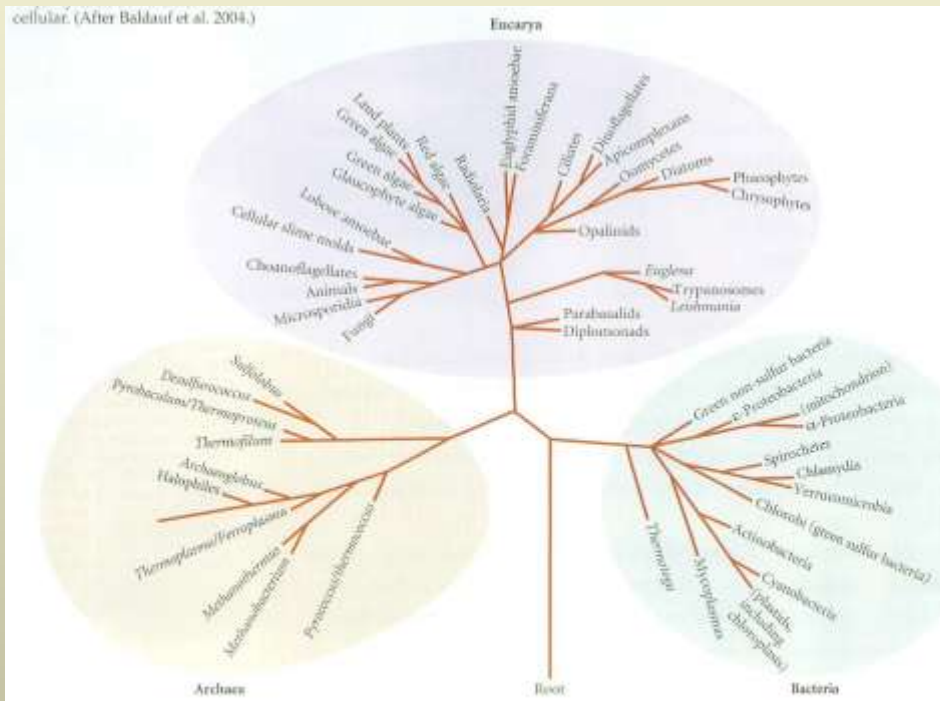 cellular. (After Baldauf et al. 2004.)
Eucarya
Land plants
Green algae
Red algae
Green algae
Glaucophyte algae
Radiolaria
Euglyphid amoebae
Foraminiferans
Ciliates
Dinoflagellates
Apicomplexans
Oomycetes
Diatoms
Phaeophytes
Chrysophytes
Opalinids
Lobose amoebae
Cellular slime molds
Choanoflagellates
Animals
Microsporidia
Fungi
Euglena
Trypanosomes
Leishmania
Parabasalids
Diplomonads
Sulfolobus
Desulfurococcus
Pyrobaculum/Thermoproteus
Thermofilum
Archaeoglobus
Halophiles
Thermoplasma/Ferroplasma
Methanothermus
Methanobacterium
Pyrococcus/thermococcus
Green non-sulfur bacteria
ε-Proteobacteria
(mitochondrion)
α-Proteobacteria
Spirochetes
Chlamydia
Verrucomicrobia
Chlorobi (green sulfur bacteria)
Actinobacteria
Cyanobacteria
(plastids,
including
chloroplasts)
Mycoplasmas
Thermotoga
Archaea
Root
Bacteria